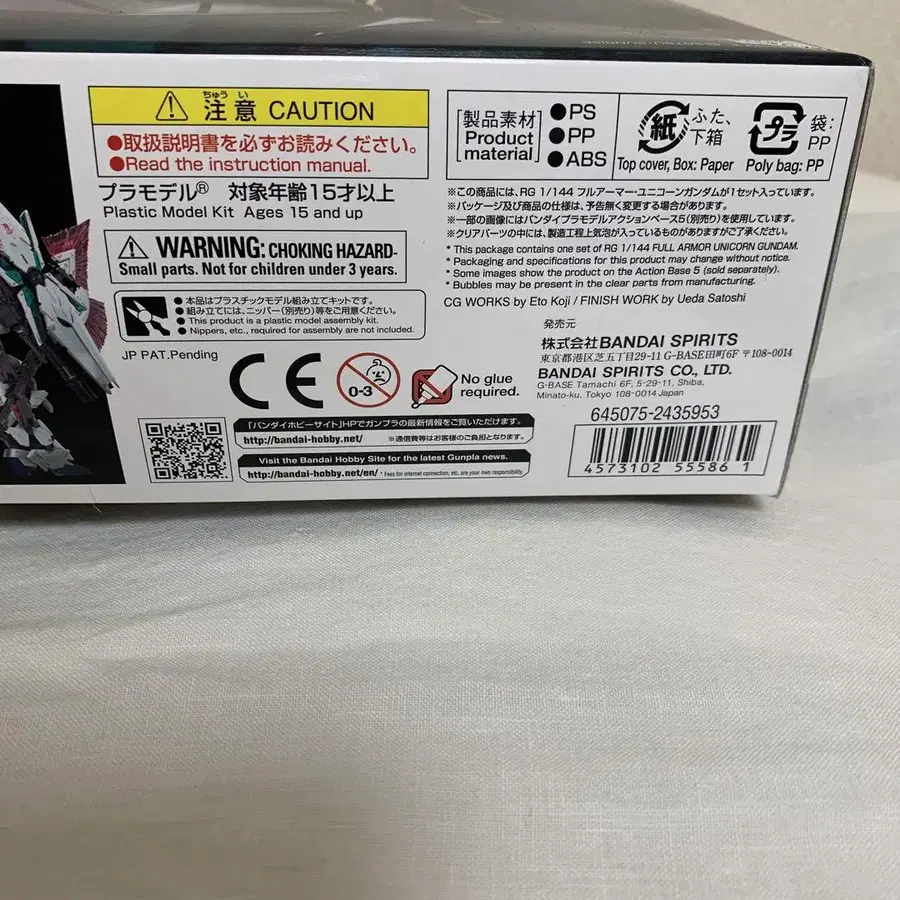 ちゅう い
注意 CAUTION
●取扱説明書を必ずお読みください。
●Read the instruction manual.
プラモデル® 対象年齢15才以上
Plastic Model Kit Ages 15 and up
WARNING: CHOKING HAZARD-
Small parts. Not for children under 3 years.
●本品はプラスチックモデル組み立てキットです。
●組み立てには、ニッパー(別売り)等をご用意ください。
●This product is a plastic model assembly kit.
●Nippers, etc., required for assembly are not included.
JP PAT.Pending
CE
0-3
No glue
required.
「バンダイホビーサイト」HPでガンプラの最新情報をご覧いただけます。
http://bandai-hobby.net/ ※通信費等はお客様のご負担となります。
Visit the Bandai Hobby Site for the latest Gunpla news.
http://bandai-hobby.net/en/ • Fees for internet connection, etc. are your own responsibility.
[製品素材]
[Product material]
●PS
●PP
●ABS
紙
ふた、
下箱
Top cover, Box: Paper
プラ
袋:
PP
Poly bag: PP
※この商品には、RG 1/144 フルアーマー・ユニコーンガンダムが1セット入っています。
※パッケージ及び商品の仕様は、予告無く変更する場合があります。
※一部の画像にはバンダイプラモデルアクションベース5(別売り)を使用しています。
※クリアパーツの中には、製造工程上気泡が入っているものがありますがご了承ください。
* This package contains one set of RG 1/144 FULL ARMOR UNICORN GUNDAM.
* Packaging and specifications for this product may change without notice.
* Some images show the product on the Action Base 5 (sold separately).
* Bubbles may be present in the clear parts from manufacturing.
CG WORKS by Eto Koji / FINISH WORK by Ueda Satoshi
発売元
株式会社BANDAI SPIRITS
東京都港区芝五丁目29-11 G-BASE田町6F 〒108-0014
BANDAI SPIRITS CO., LTD.
G-BASE Tamachi 6F, 5-29-11, Shiba,
Minato-ku, Tokyo 108-0014 Japan
645075-2435953
4573102 55586 1